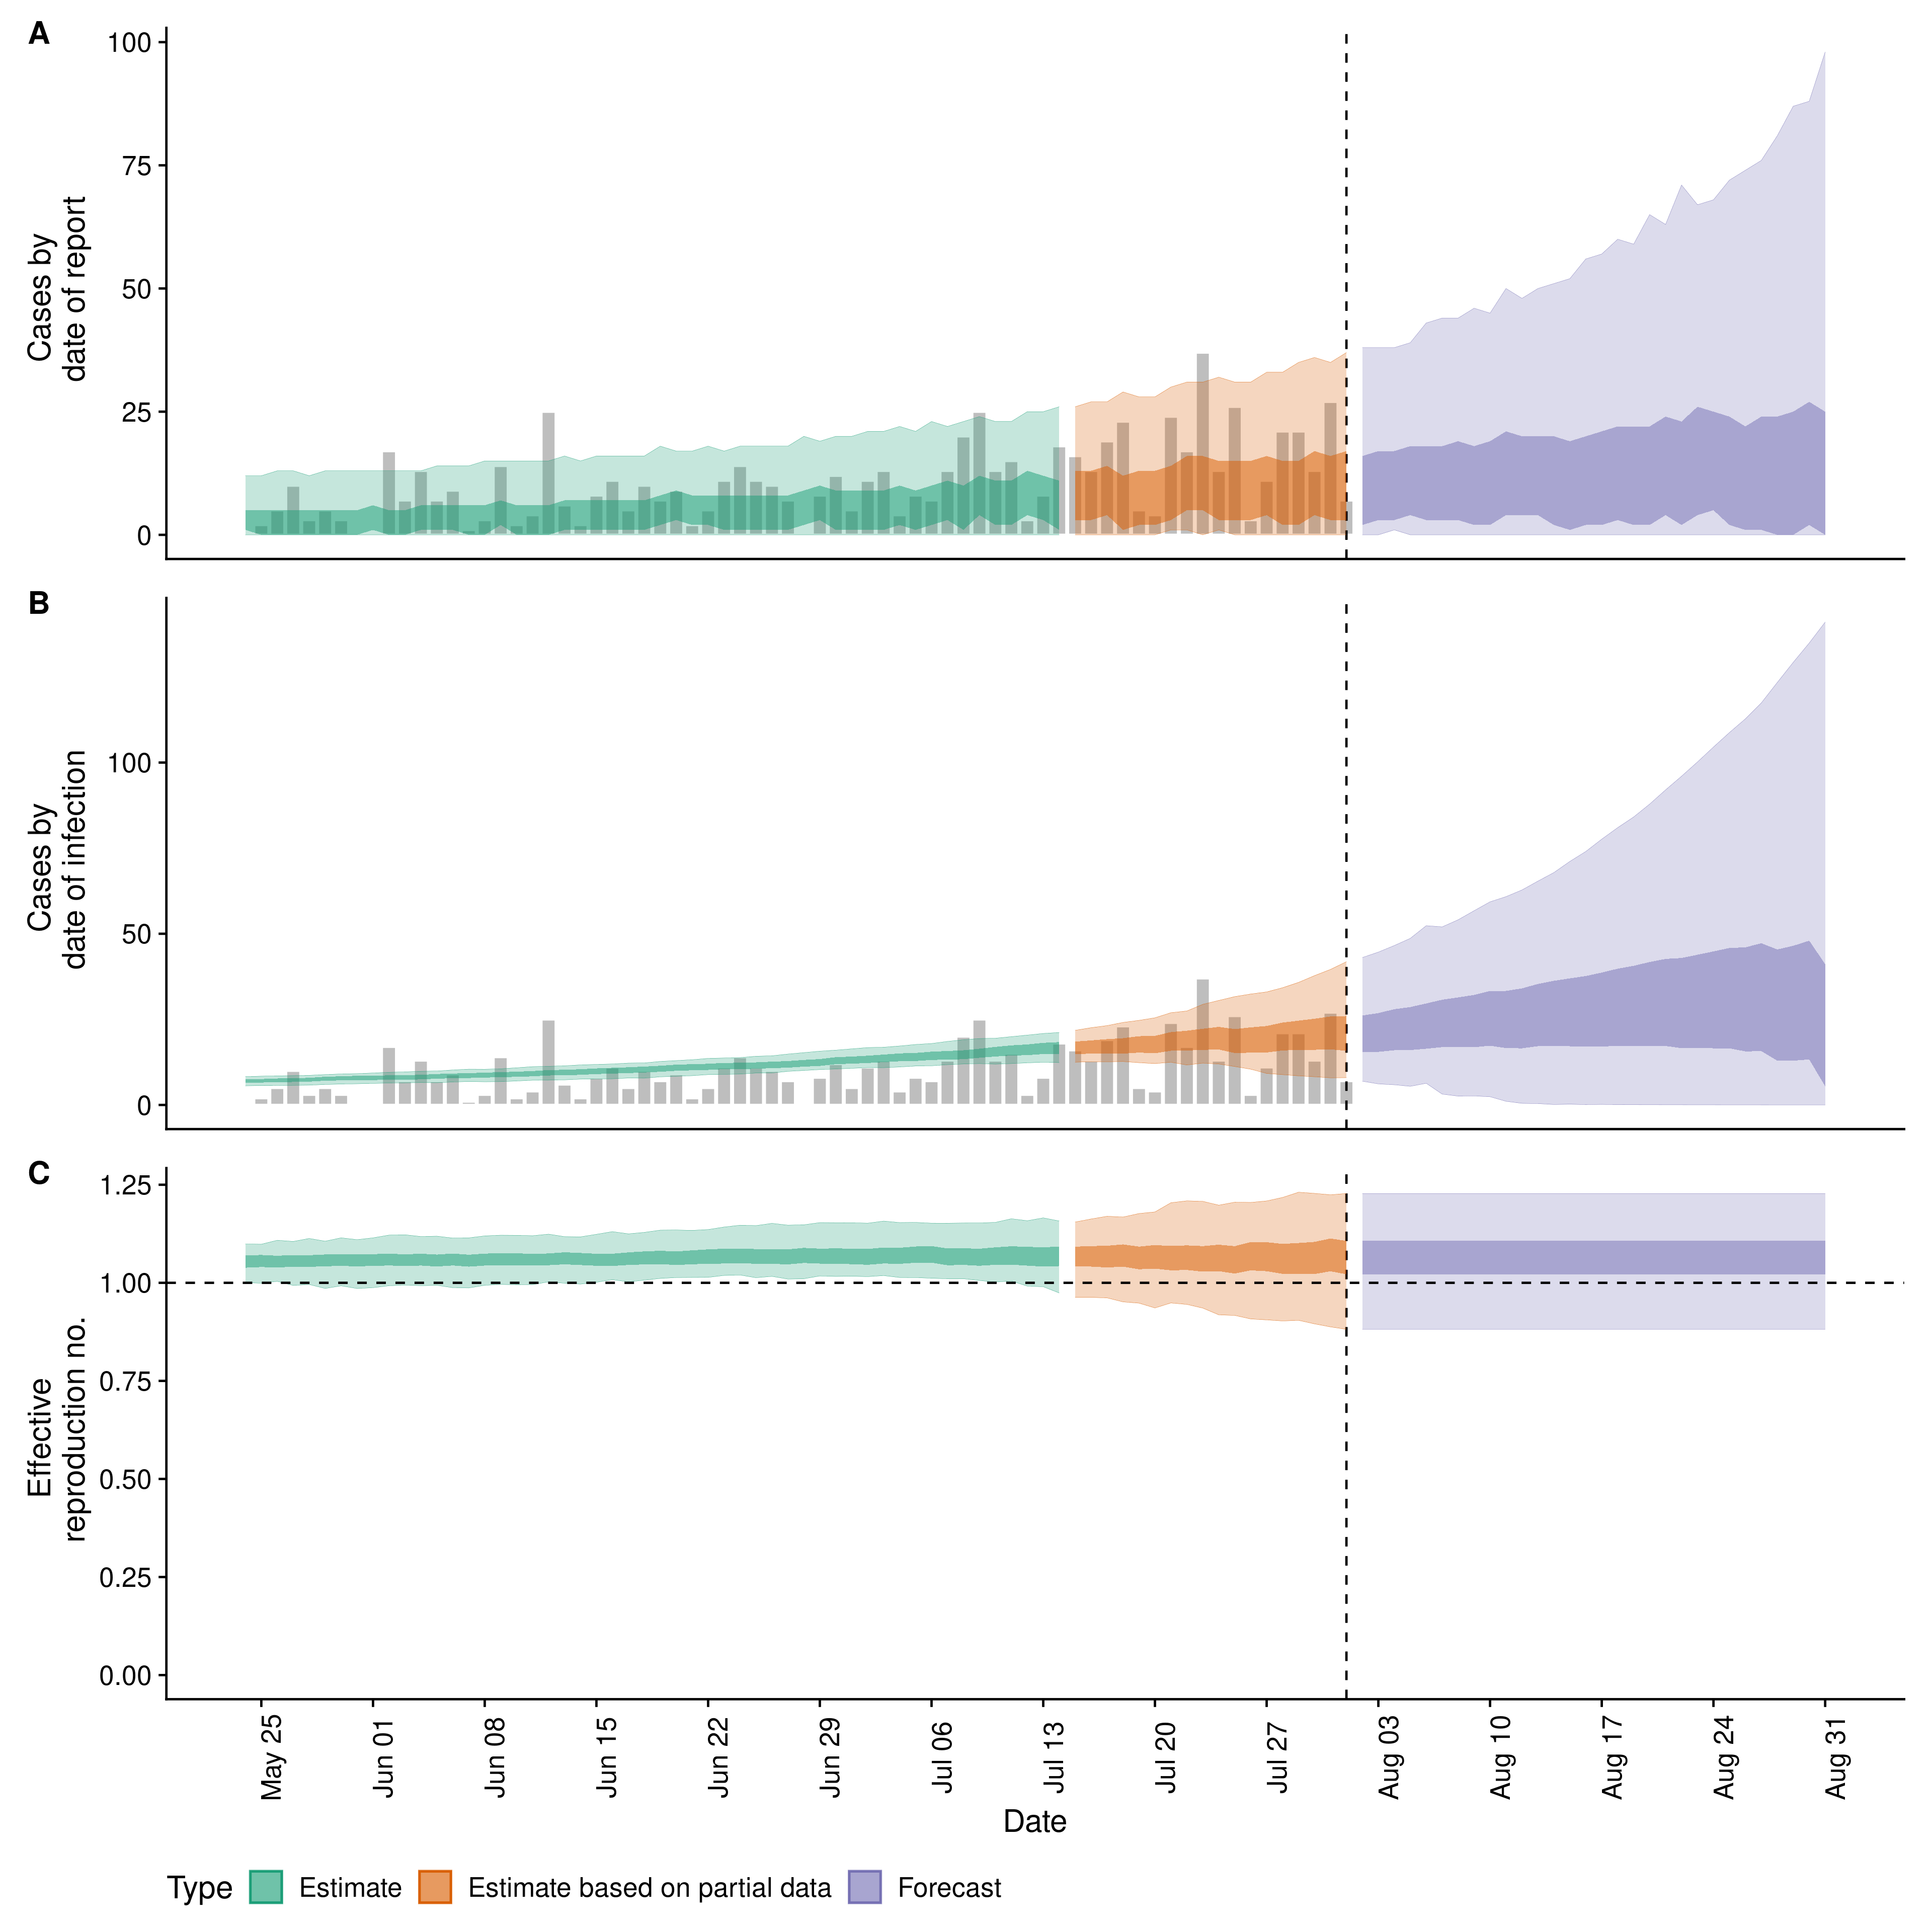 A
100
75
50
25
0
Cases by
date of report
B
100
50
0
Cases by
date of infection
C
1.25
1.00
0.75
0.50
0.25
0.00
Effective
reproduction no.
May 25
Jun 01
Jun 08
Jun 15
Jun 22
Jun 29
Jul 06
Jul 13
Jul 20
Jul 27
Aug 03
Aug 10
Aug 17
Aug 24
Aug 31
Date
Type Estimate Estimate based on partial data Forecast